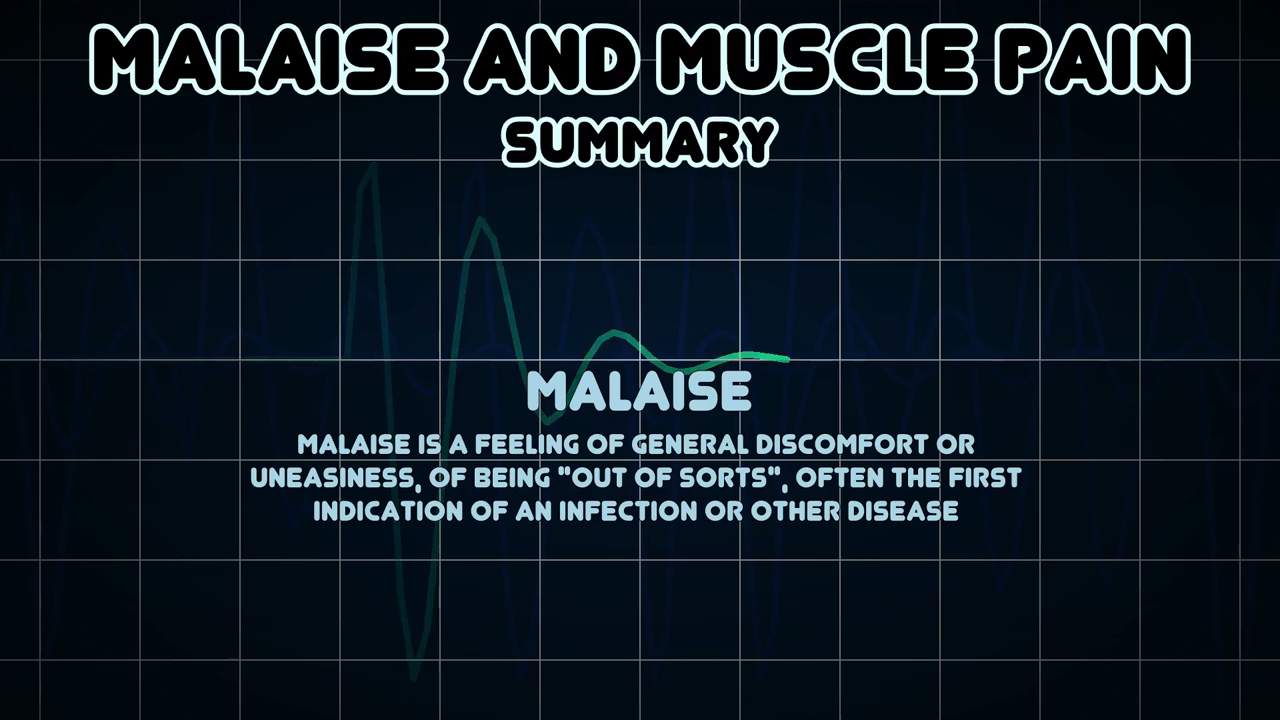 MALAISE AND MUSCLE PAIN
SUMMARY
MALAISE
MALAISE IS A FEELING OF GENERAL DISCOMFORT OR
UNEASINESS, OF BEING "OUT OF SORTS", OFTEN THE FIRST
INDICATION OF AN INFECTION OR OTHER DISEASE